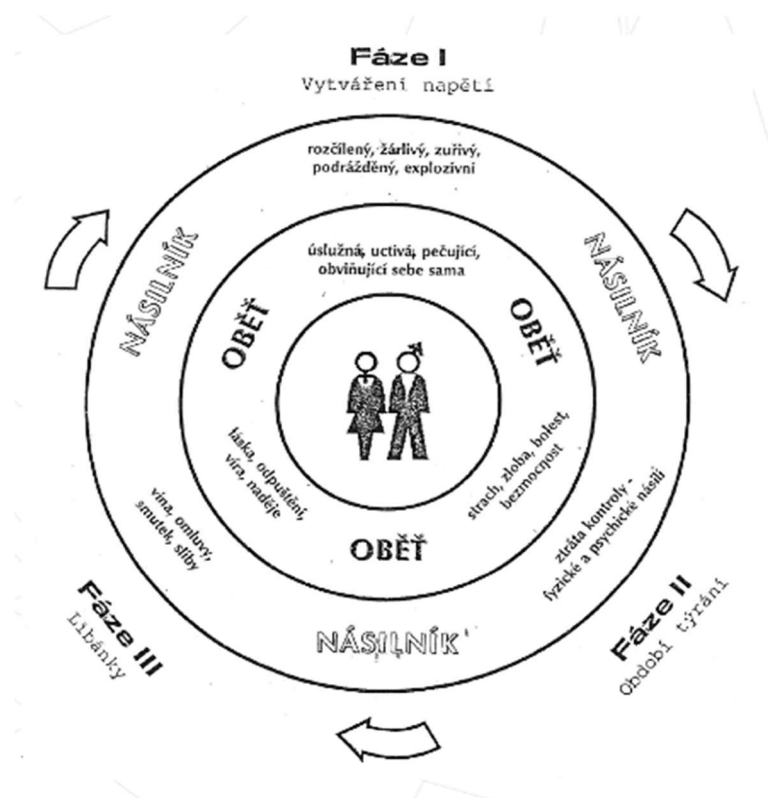 Fáze I
Vytváření napětí
rozčílený, žárlivý, zuřivý,
podrážděný, explozivní
NÁSILNÍK
NÁSILNÍK
úslužná, uctivá, pečující,
obviňující sebe sama
OBĚŤ
OBĚŤ
láska, odpuštění,
víra, naděje
strach, zloba, bolest,
bezmocnost
vina, omluvy,
smutek, sliby
ztráta kontroly -
fyzické a psychické násilí
OBĚŤ
NÁSILNÍK
Fáze III
Líbánky
Fáze II
Období týrání